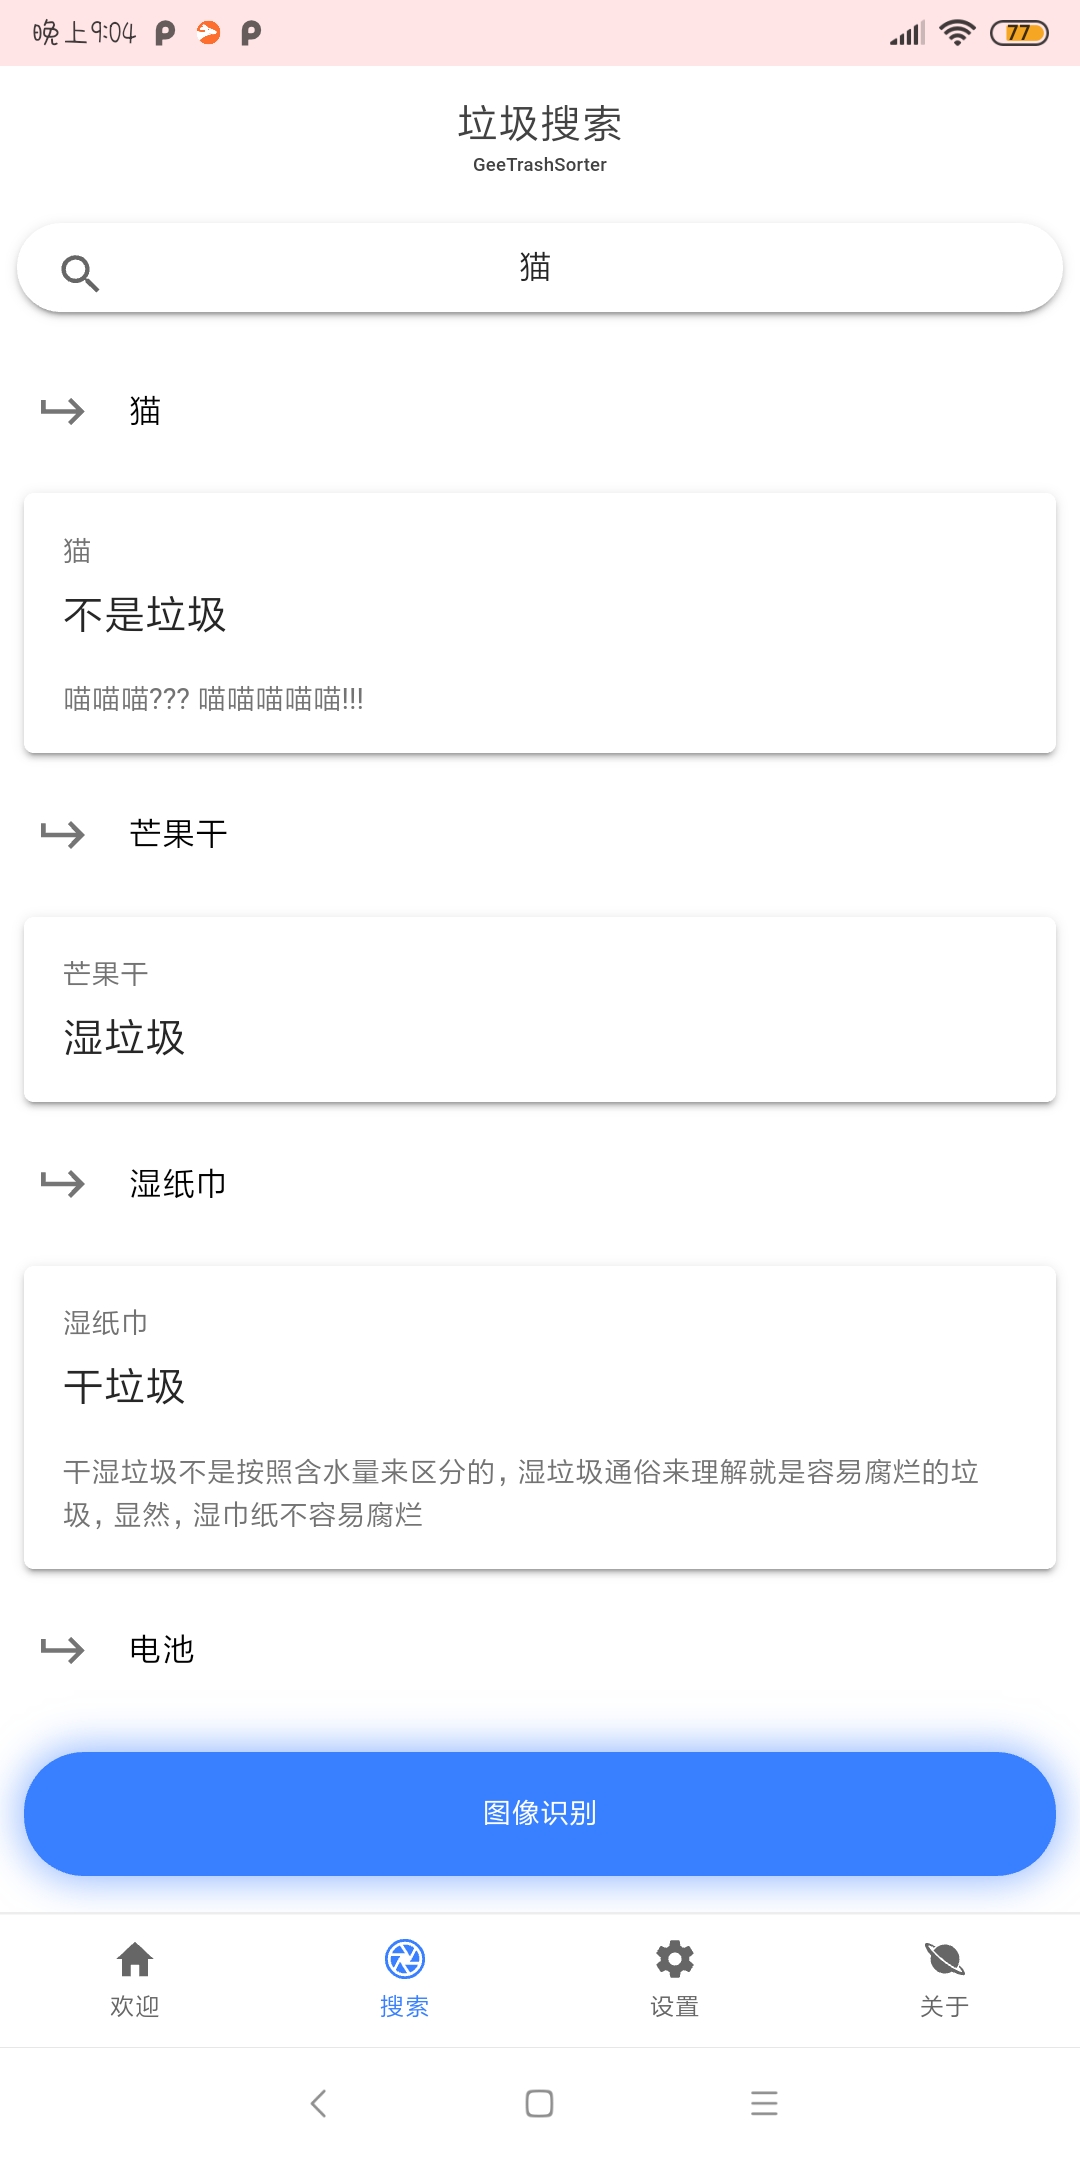 晚上9:04
77
垃圾搜索
GeeTrashSorter
猫
猫
猫
不是垃圾
喵喵喵??? 喵喵喵喵喵!!!
芒果干
芒果干
湿垃圾
湿纸巾
湿纸巾
干垃圾
干湿垃圾不是按照含水量来区分的, 湿垃圾通俗来理解就是容易腐烂的垃
圾, 显然, 湿巾纸不容易腐烂
电池
图像识别
欢迎
搜索
设置
关于